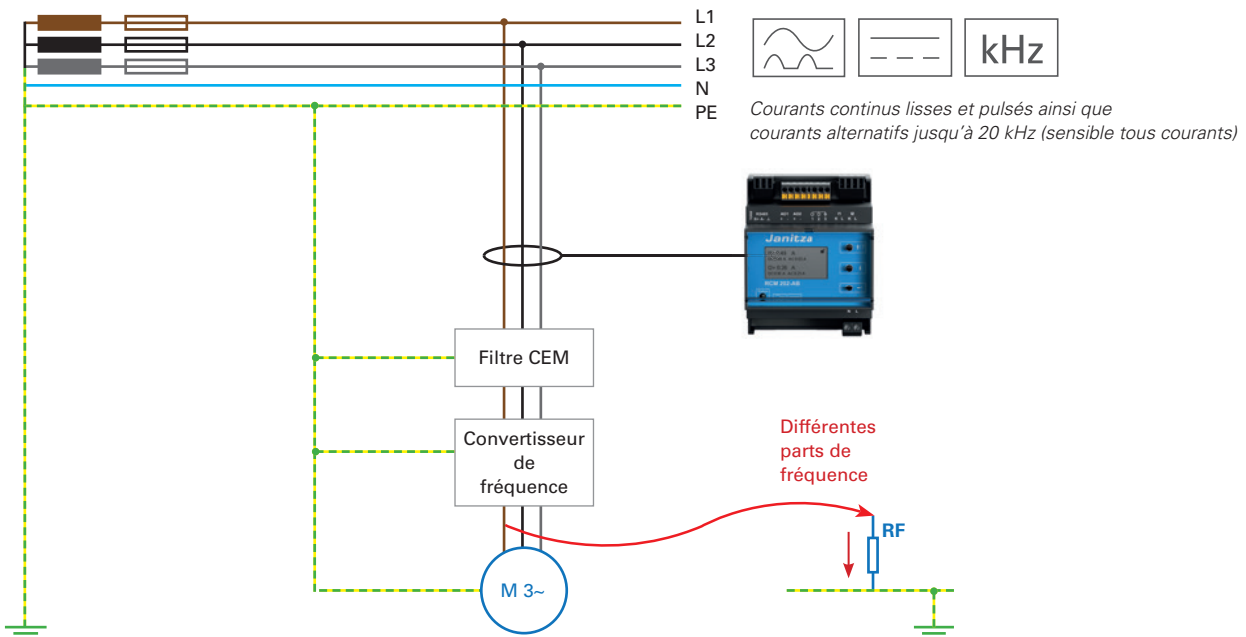 L1
L2
L3
N
PE
kHz
Courants continus lisses et pulsés ainsi que
courants alternatifs jusqu'à 20 kHz (sensible tous courants)
Janitza
RCM 202-AB
Filtre CEM
Convertisseur
de
fréquence
Différentes
parts de
fréquence
RF
M 3~